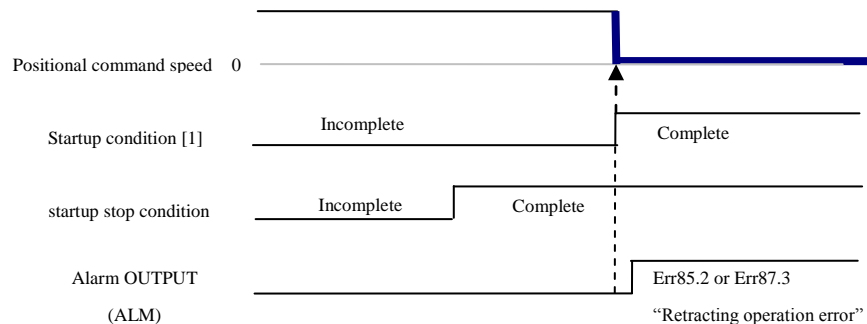 Positional command speed 0
Startup condition [1] Incomplete Complete
startup stop condition Incomplete Complete
Alarm OUTPUT Err85.2 or Err87.3
(ALM) “Retracting operation error”